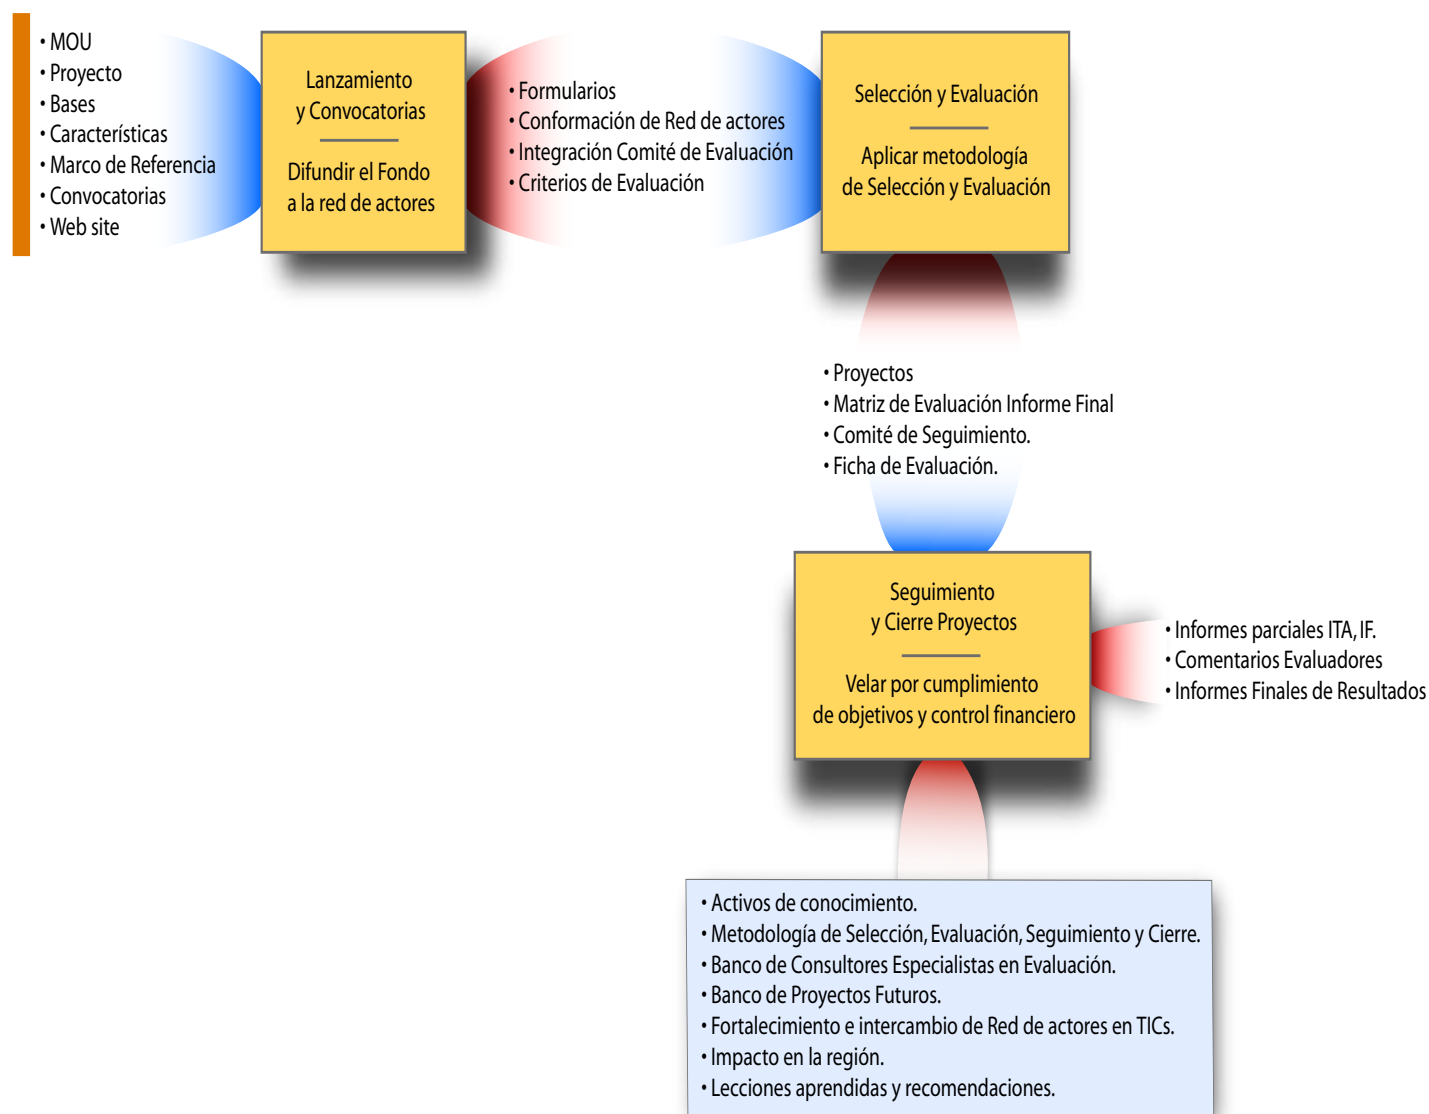 • MOU
• Proyecto
• Bases
• Característícas
• Marco de Referencia
• Convocatorias
• Web site
Lanzamiento
y Convocatorias
Difundir el Fondo
a la red de actores
• Formularios
• Conformación de Red de actores
• Integración Comité de Evaluación
• Criterios de Evaluación
Selección y Evaluación
Aplicar metodología
de Selección y Evaluación
• Proyectos
• Matriz de Evaluación Informe Final
• Comité de Seguimiento.
• Ficha de Evaluación.
Seguimiento
y Cierre Proyectos
Velar por cumplimiento
de objetivos y control financiero
• Informes parciales ITA, IF.
• Comentarios Evaluadores
• Informes Finales de Resultados
• Activos de conocimiento.
• Metodología de Selección, Evaluación, Seguimiento y Cierre.
• Banco de Consultores Especialistas en Evaluación.
• Banco de Proyectos Futuros.
• Fortalecimiento e intercambio de Red de actores en TICs.
• Impacto en la región.
• Lecciones aprendidas y recomendaciones.